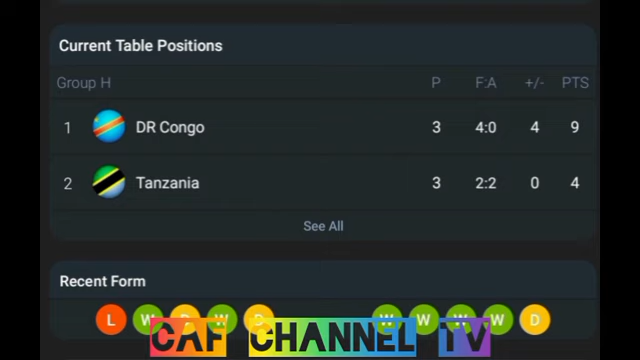 Current Table Positions
Group H P F:A +/- PTS
1 DR Congo 3 4:0 4 9
2 Tanzania 3 2:2 0 4
See All
Recent Form
L W D W D W W W W D
CAF CHANNEL TV